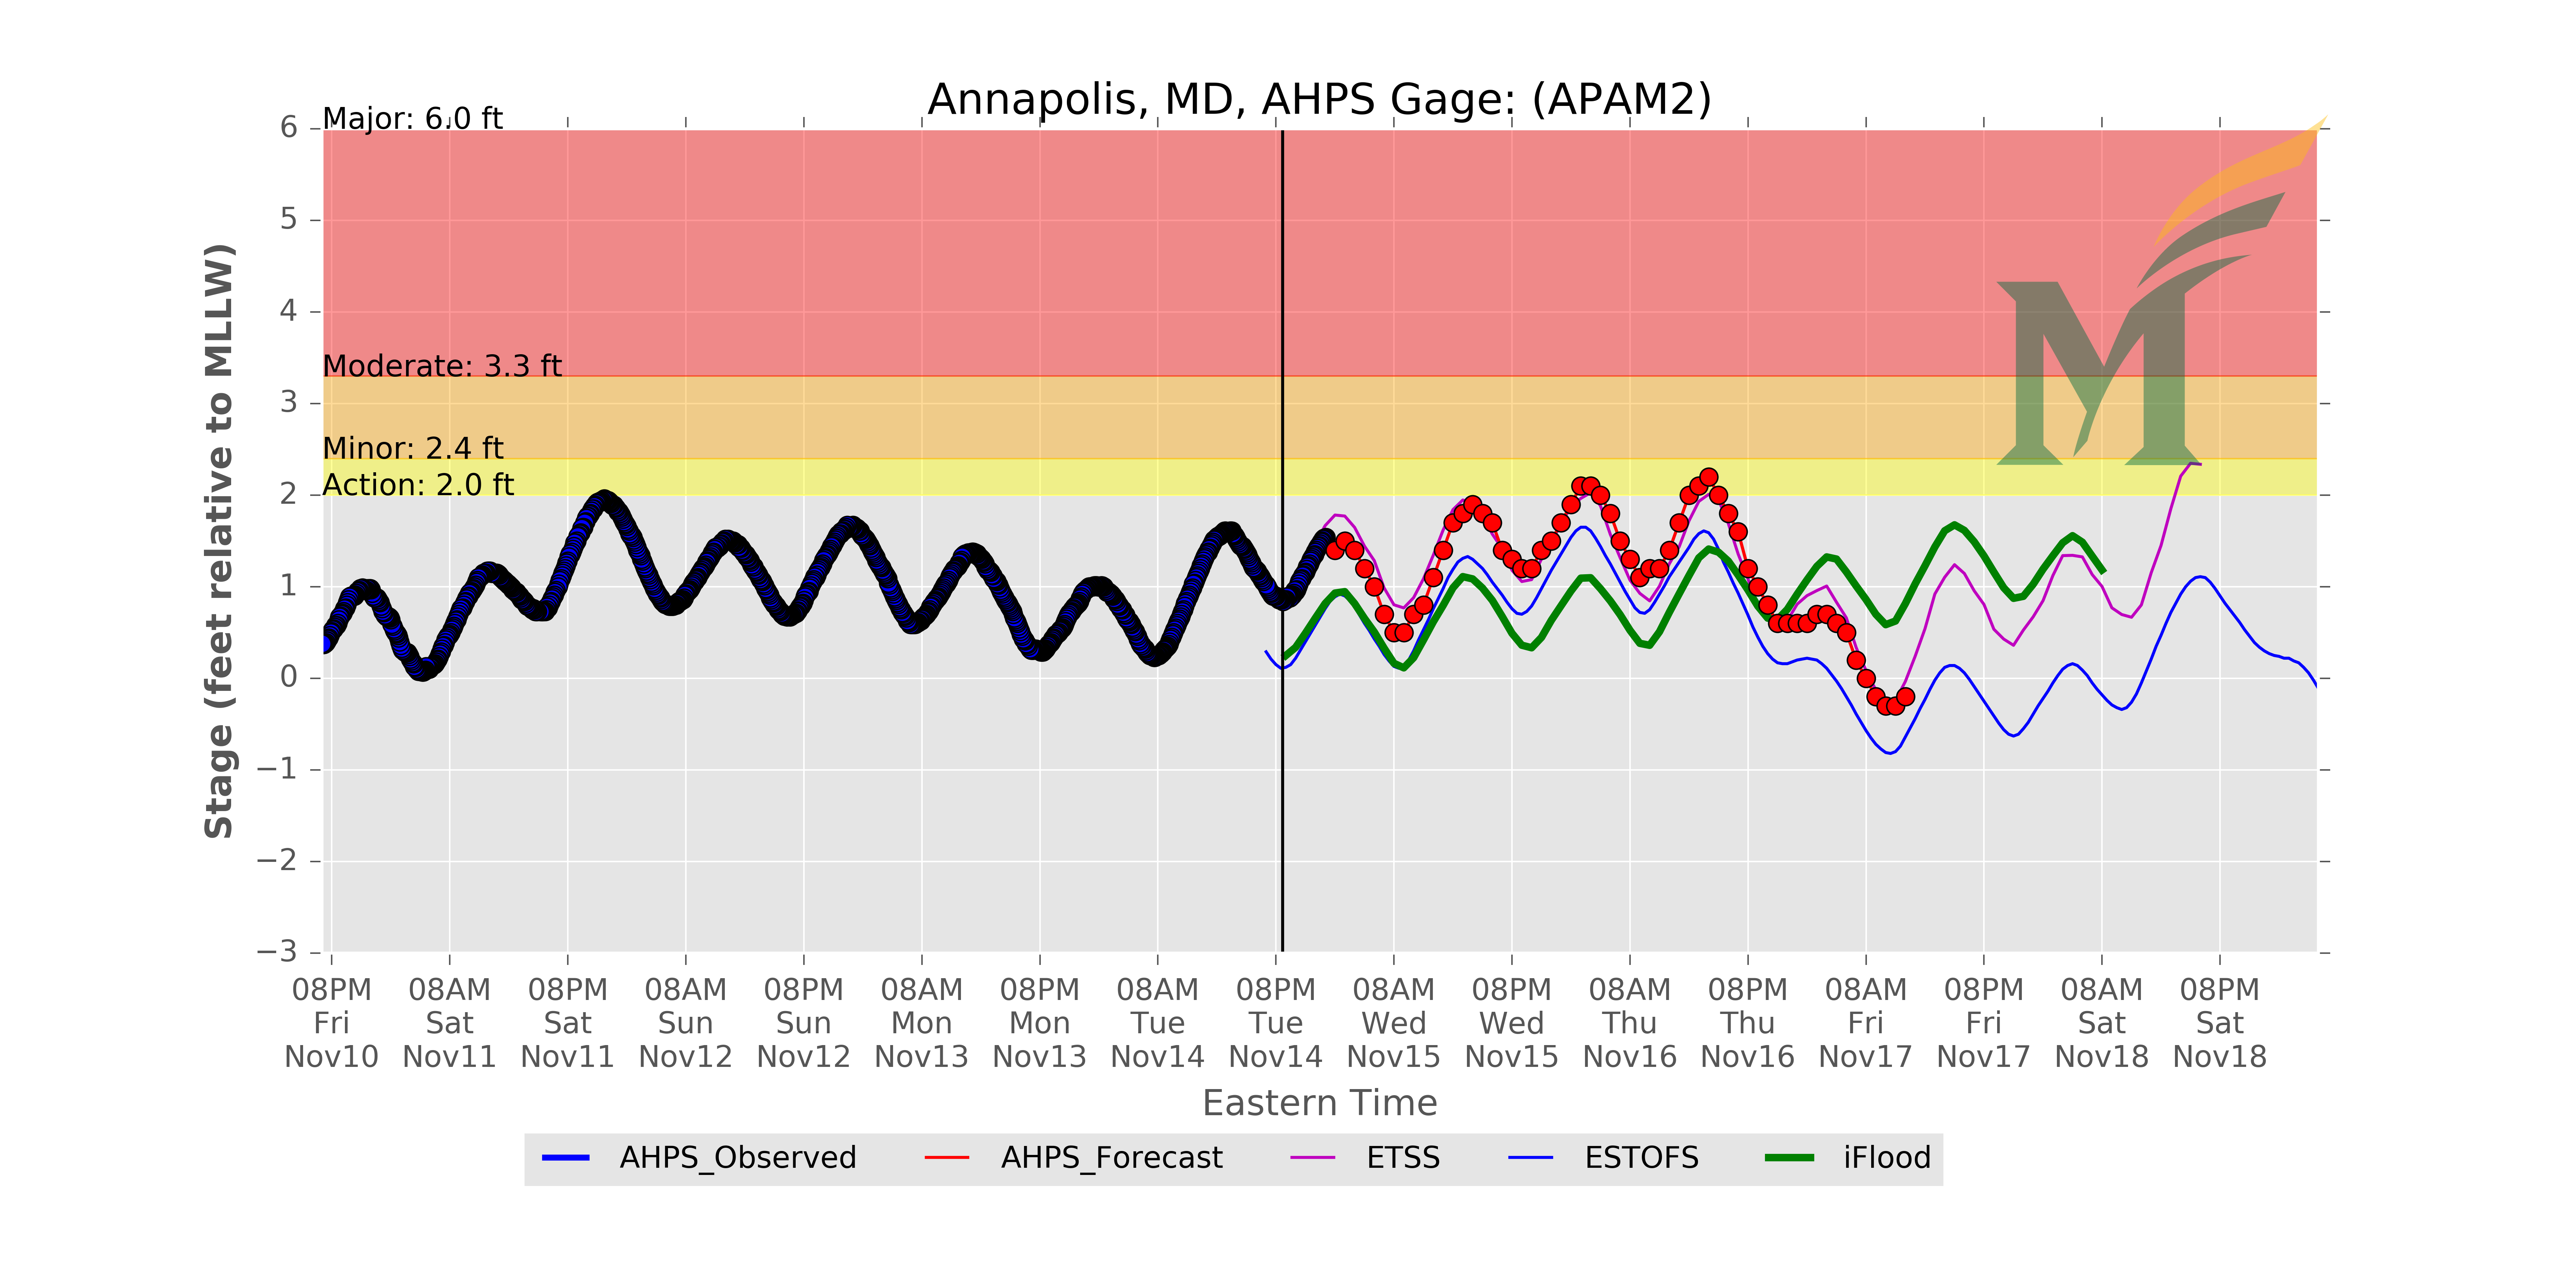 Annapolis, MD, AHPS Gage: (APAM2)
Major: 6.0 ft
Moderate: 3.3 ft
Minor: 2.4 ft
Action: 2.0 ft
6
5
4
3
2
1
0
−1
−2
−3
Stage (feet relative to MLLW)
08PM 08AM 08PM 08AM 08PM 08AM 08PM 08AM 08PM 08AM 08PM 08AM 08PM 08AM 08PM 08AM 08PM
Fri Sat Sat Sun Sun Mon Mon Tue Tue Wed Wed Thu Thu Fri Fri Sat Sat
Nov10 Nov11 Nov11 Nov12 Nov12 Nov13 Nov13 Nov14 Nov14 Nov15 Nov15 Nov16 Nov16 Nov17 Nov17 Nov18 Nov18
Eastern Time
AHPS_Observed AHPS_Forecast ETSS ESTOFS iFlood
M